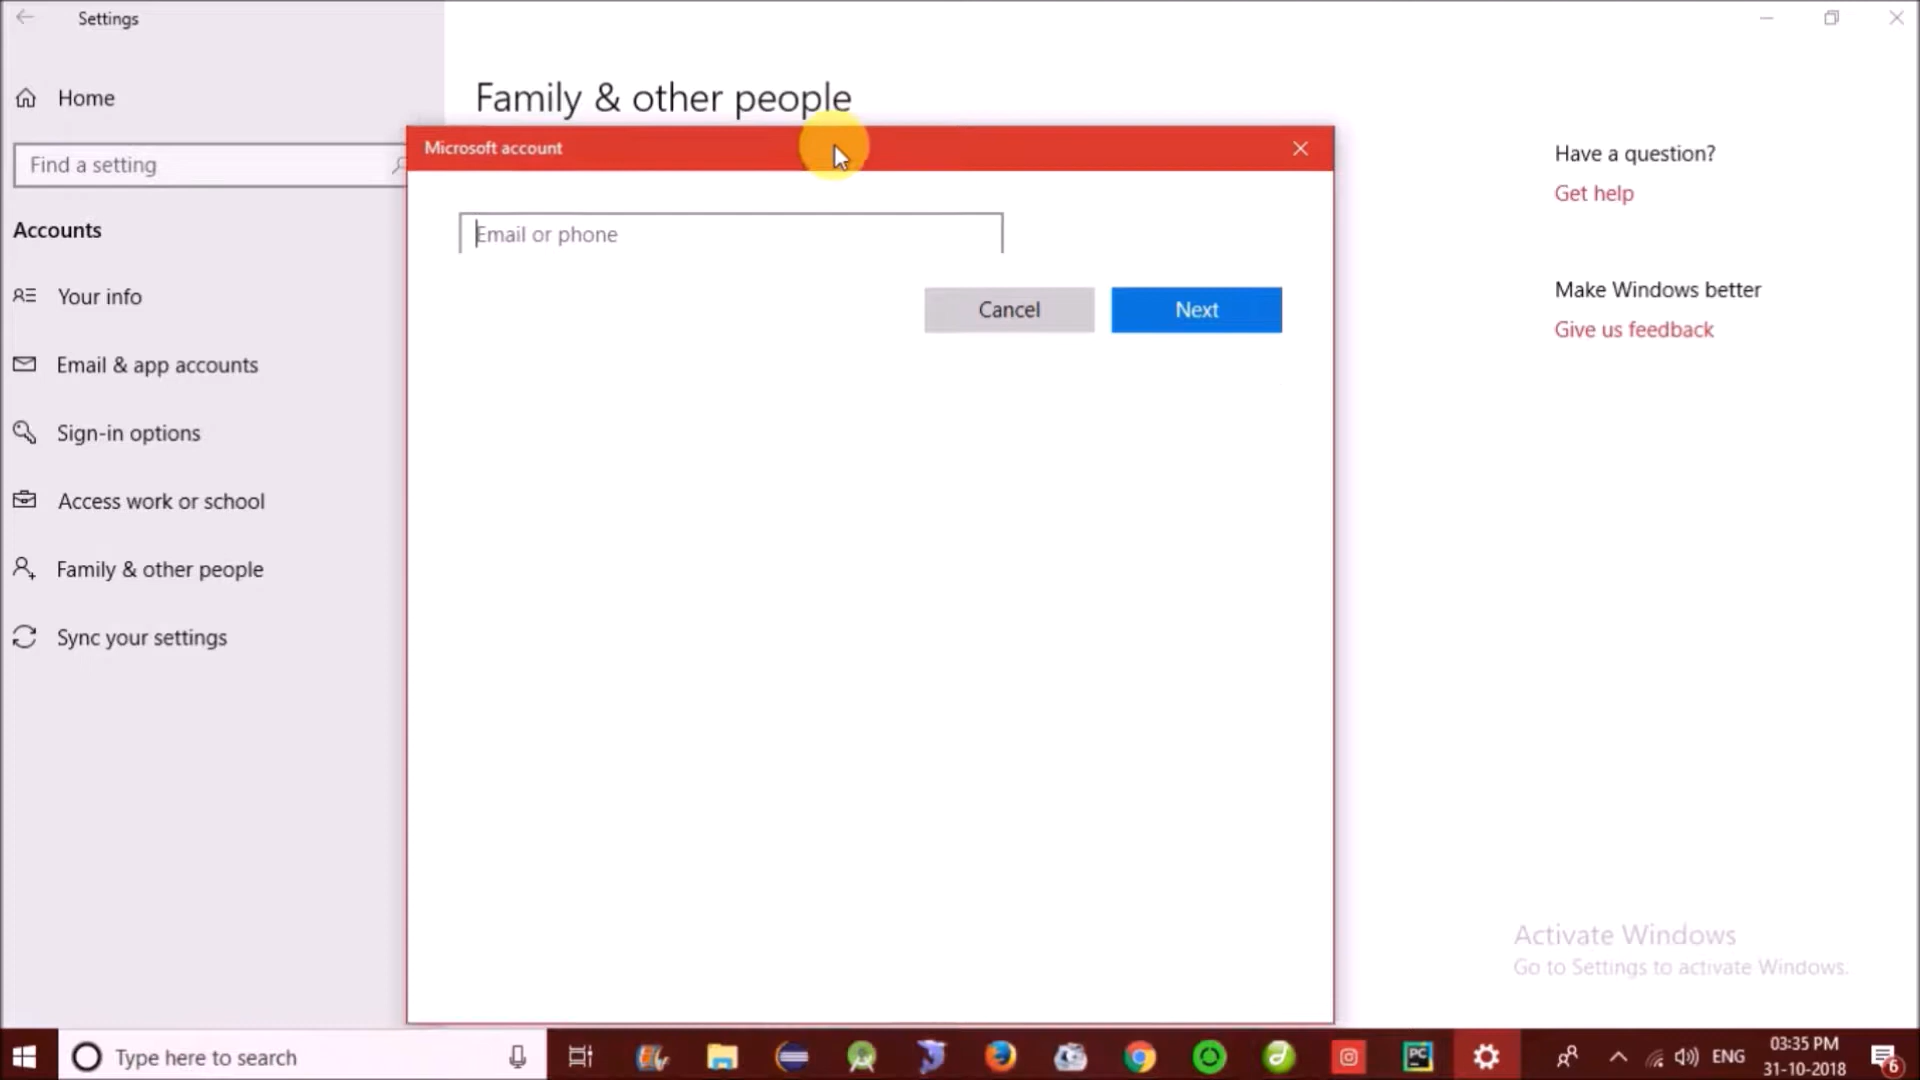 Settings
Home
Find a setting
Accounts
Your info
Email & app accounts
Sign-in options
Access work or school
Family & other people
Sync your settings
Family & other people
Microsoft account
Email or phone
Cancel
Next
Have a question?
Get help
Make Windows better
Give us feedback
Activate Windows
Go to Settings to activate Windows.
Type here to search
PC
ENG
03:35 PM
31-10-2018
6